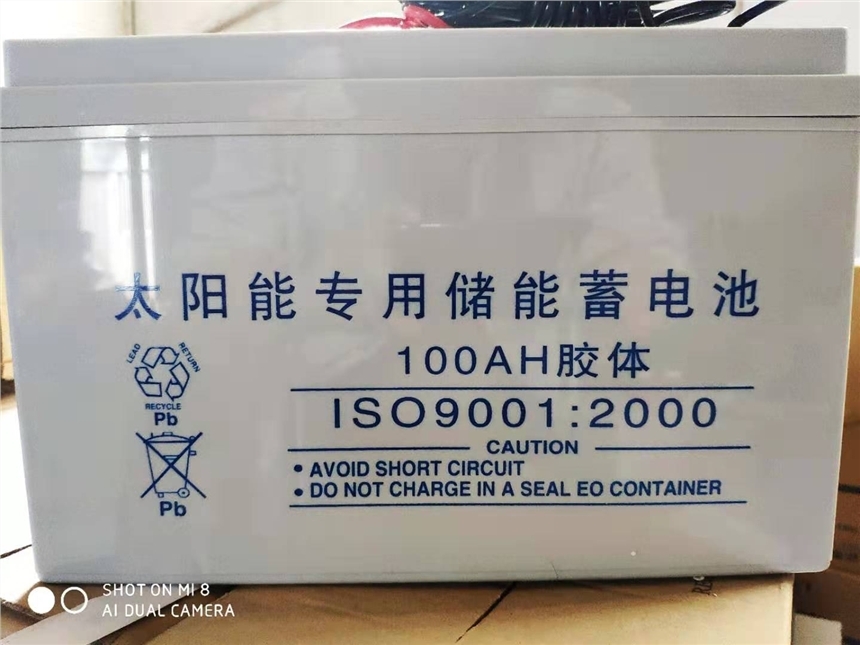 太阳能专用储能蓄电池
100AH胶体
ISO9001:2000
LEAD RETURN
RECYCLE
Pb
CAUTION
• AVOID SHORT CIRCUIT
• DO NOT CHARGE IN A SEAL EO CONTAINER
Pb
SHOT ON MI 8
AI DUAL CAMERA